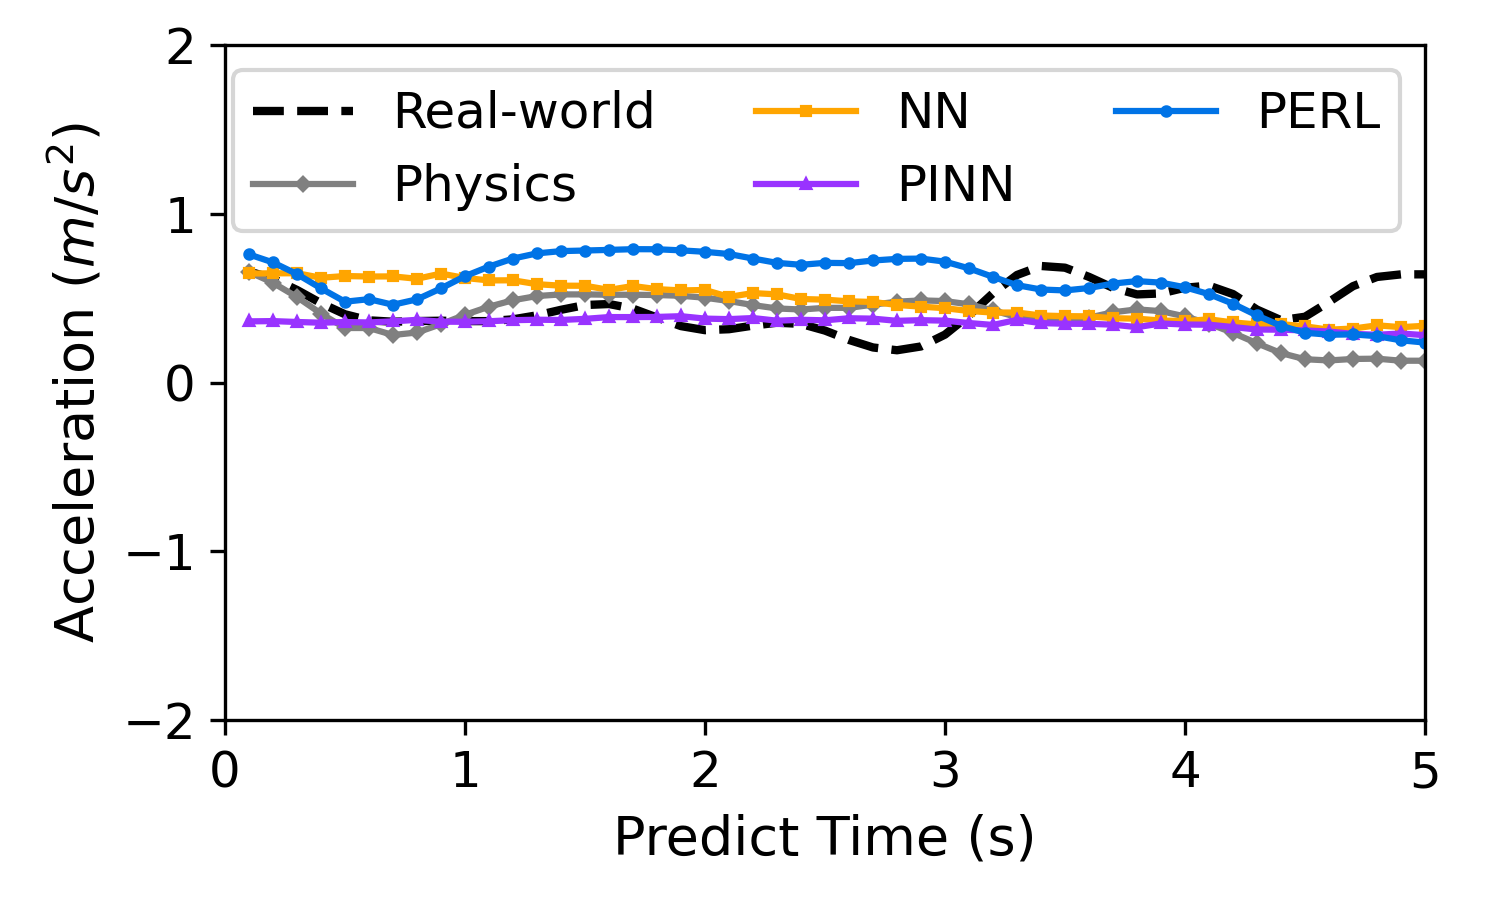 2
1
0
−1
−2
Acceleration (m/s²)
Real-world
NN
PERL
Physics
PINN
0 1 2 3 4 5
Predict Time (s)